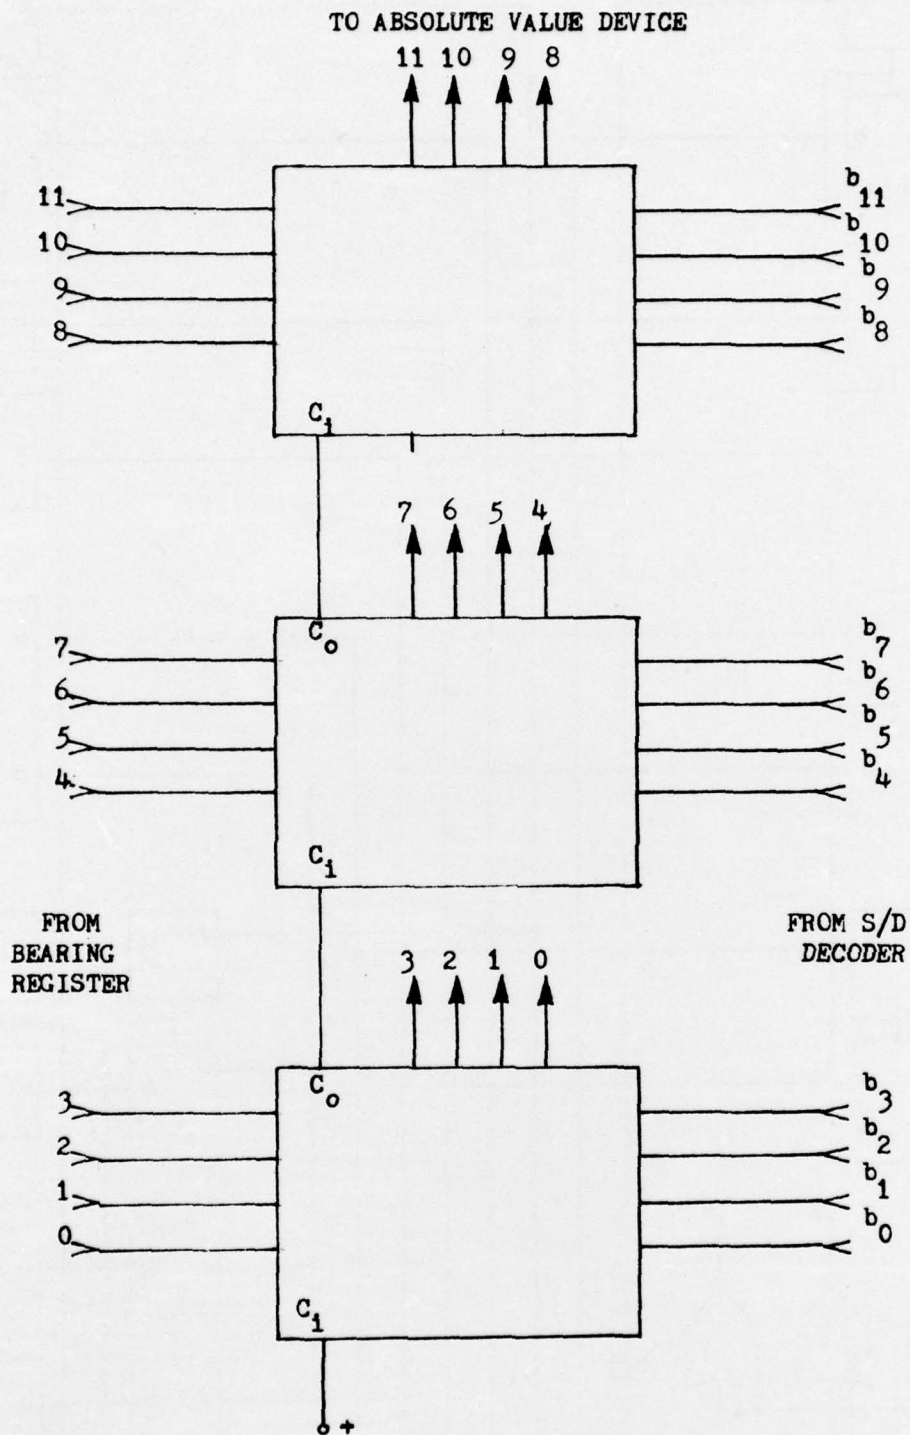 TO ABSOLUTE VALUE DEVICE
11 10 9 8
11
10
9
8
b11
b10
b9
b8
Ci
7 6 5 4
Co
7
6
5
4
b7
b6
b5
b4
Ci
FROM
BEARING
REGISTER
FROM S/D
DECODER
3 2 1 0
Co
3
2
1
0
b3
b2
b1
b0
Ci
+